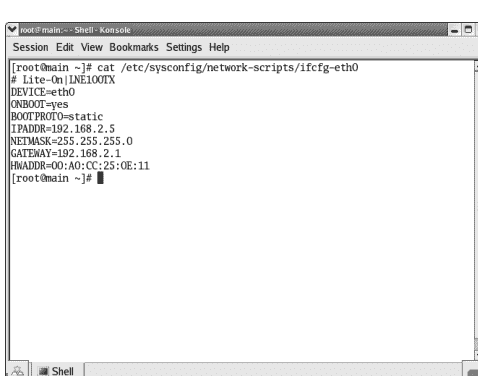 root@main:~ - Shell - Konsole
Session Edit View Bookmarks Settings Help
[root@main ~]# cat /etc/sysconfig/network-scripts/ifcfg-eth0
# Lite-On|LNE100TX
DEVICE=eth0
ONBOOT=yes
BOOTPROTO=static
IPADDR=192.168.2.5
NETMASK=255.255.255.0
GATEWAY=192.168.2.1
HWADDR=00:A0:CC:25:0E:11
[root@main ~]#
Shell